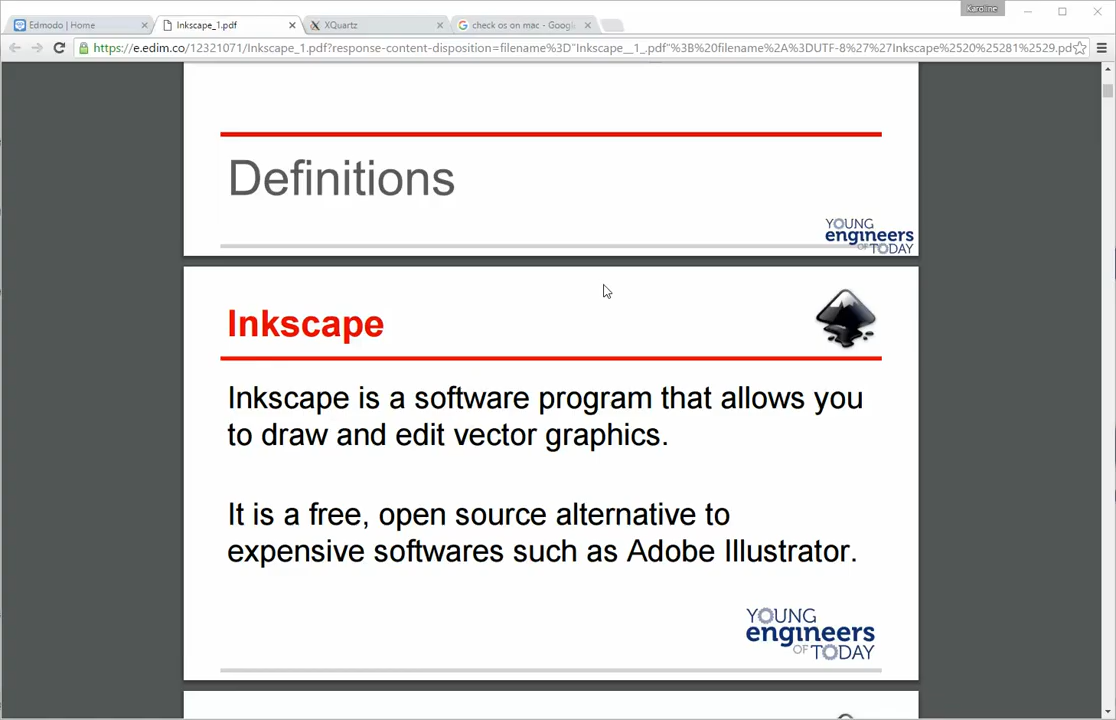 Karoline
Edmodo | Home
Inkscape_1.pdf
XQuartz
check os on mac - Googl
https://e.edim.co/12321071/Inkscape_1.pdf?response-content-disposition=filename%3D"Inkscape__1_.pdf"%3B%20filename%2A%3DUTF-8%27%27Inkscape%2520%25281%2529.pd
Definitions
YOUNG
engineers
OF TODAY
Inkscape
Inkscape is a software program that allows you
to draw and edit vector graphics.
It is a free, open source alternative to
expensive softwares such as Adobe Illustrator.
YOUNG
engineers
OF TODAY